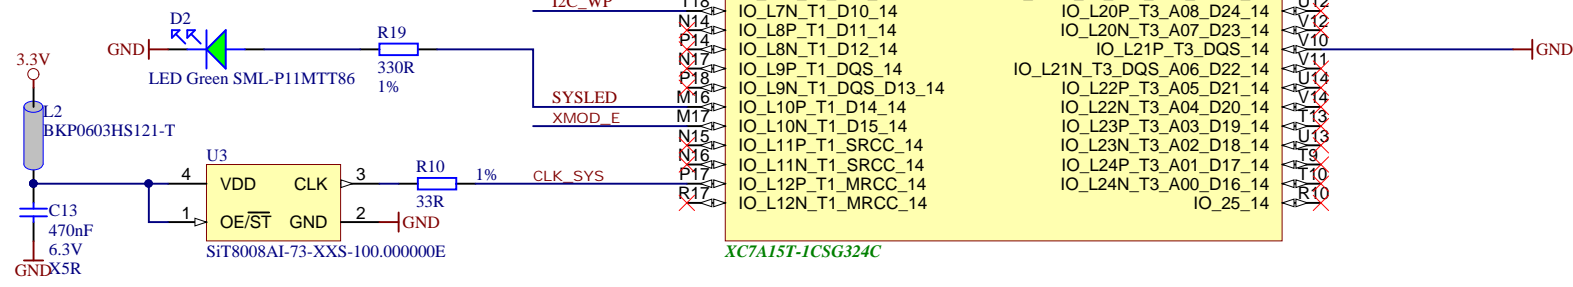 I2C_WP
T18
IO_L7N_T1_D10_14
N14
IO_L8P_T1_D11_14
P14
IO_L8N_T1_D12_14
N17
IO_L9P_T1_DQS_14
P18
IO_L9N_T1_DQS_D13_14
SYSLED
M16
IO_L10P_T1_D14_14
XMOD_E
M17
IO_L10N_T1_D15_14
N15
IO_L11P_T1_SRCC_14
N16
IO_L11N_T1_SRCC_14
CLK_SYS
P17
IO_L12P_T1_MRCC_14
R17
IO_L12N_T1_MRCC_14
U12
IO_L20P_T3_A08_D24_14
V12
IO_L20N_T3_A07_D23_14
V10
IO_L21P_T3_DQS_14
GND
V11
IO_L21N_T3_DQS_A06_D22_14
U14
IO_L22P_T3_A05_D21_14
V14
IO_L22N_T3_A04_D20_14
T13
IO_L23P_T3_A03_D19_14
U13
IO_L23N_T3_A02_D18_14
T9
IO_L24P_T3_A01_D17_14
T10
IO_L24N_T3_A00_D16_14
R10
IO_25_14
XC7A15T-1CSG324C
D2
GND
LED Green SML-P11MTT86
R19
330R
1%
3.3V
L2
BKP0603HS121-T
U3
4
VDD
CLK
3
1
OE/ST
GND
2
GND
SiT8008AI-73-XXS-100.000000E
R10
33R
1%
C13
470nF
6.3V
X5R
GND